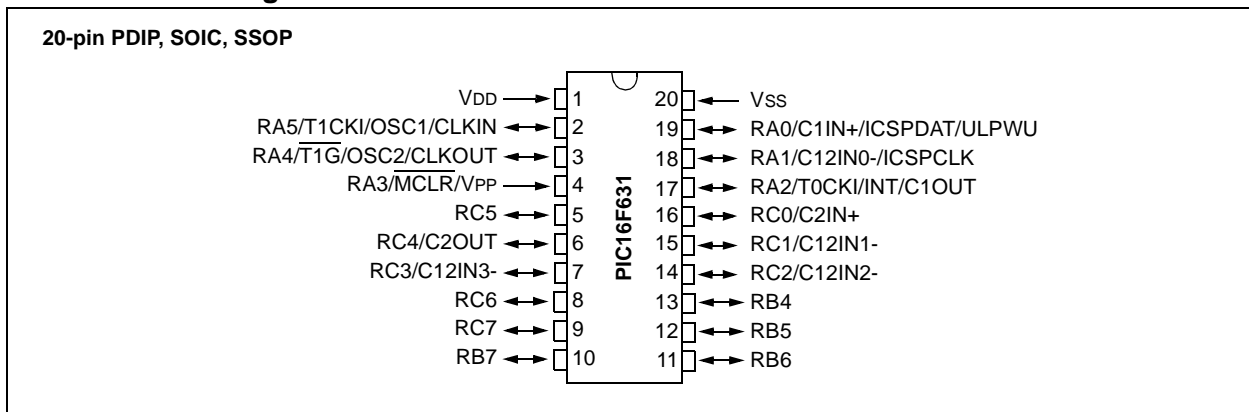 20-pin PDIP, SOIC, SSOP
VDD 1 20 VSS
RA5/T1CKI/OSC1/CLKIN 2 19 RA0/C1IN+/ICSPDAT/ULPWU
RA4/T1G/OSC2/CLKOUT 3 18 RA1/C12IN0-/ICSPCLK
RA3/MCLR/VPP 4 17 RA2/T0CKI/INT/C1OUT
RC5 5 16 RC0/C2IN+
RC4/C2OUT 6 15 RC1/C12IN1-
RC3/C12IN3- 7 14 RC2/C12IN2-
RC6 8 13 RB4
RC7 9 12 RB5
RB7 10 11 RB6
PIC16F631